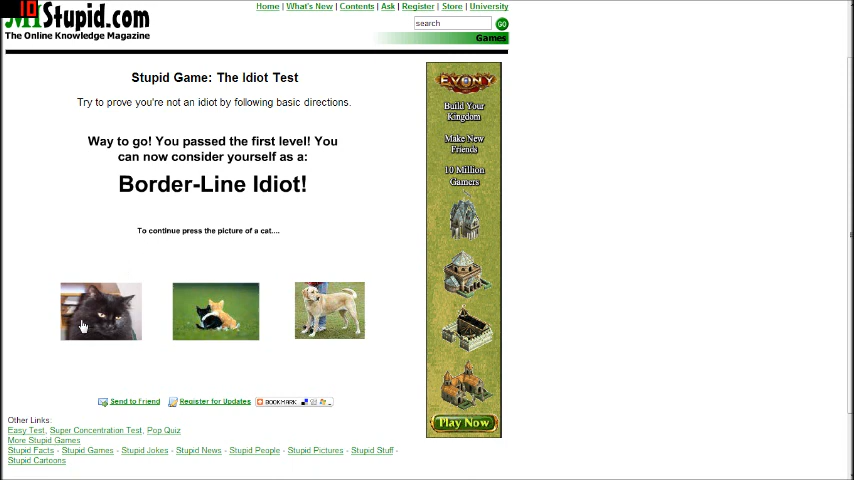 Stupid.com
The Online Knowledge Magazine
Home | What's New | Contents | Ask | Register | Store | University
search
GO
Games
Stupid Game: The Idiot Test
Try to prove you're not an idiot by following basic directions.
Way to go! You passed the first level! You
can now consider yourself as a:
Border-Line Idiot!
To continue press the picture of a cat....
EVONY
Build Your
Kingdom
Make New
Friends
10 Million
Gamers
Play Now
Send to Friend
Register for Updates
BOOKMARK
Other Links:
Easy Test, Super Concentration Test, Pop Quiz
More Stupid Games
Stupid Facts - Stupid Games - Stupid Jokes - Stupid News - Stupid People - Stupid Pictures - Stupid Stuff -
Stupid Cartoons